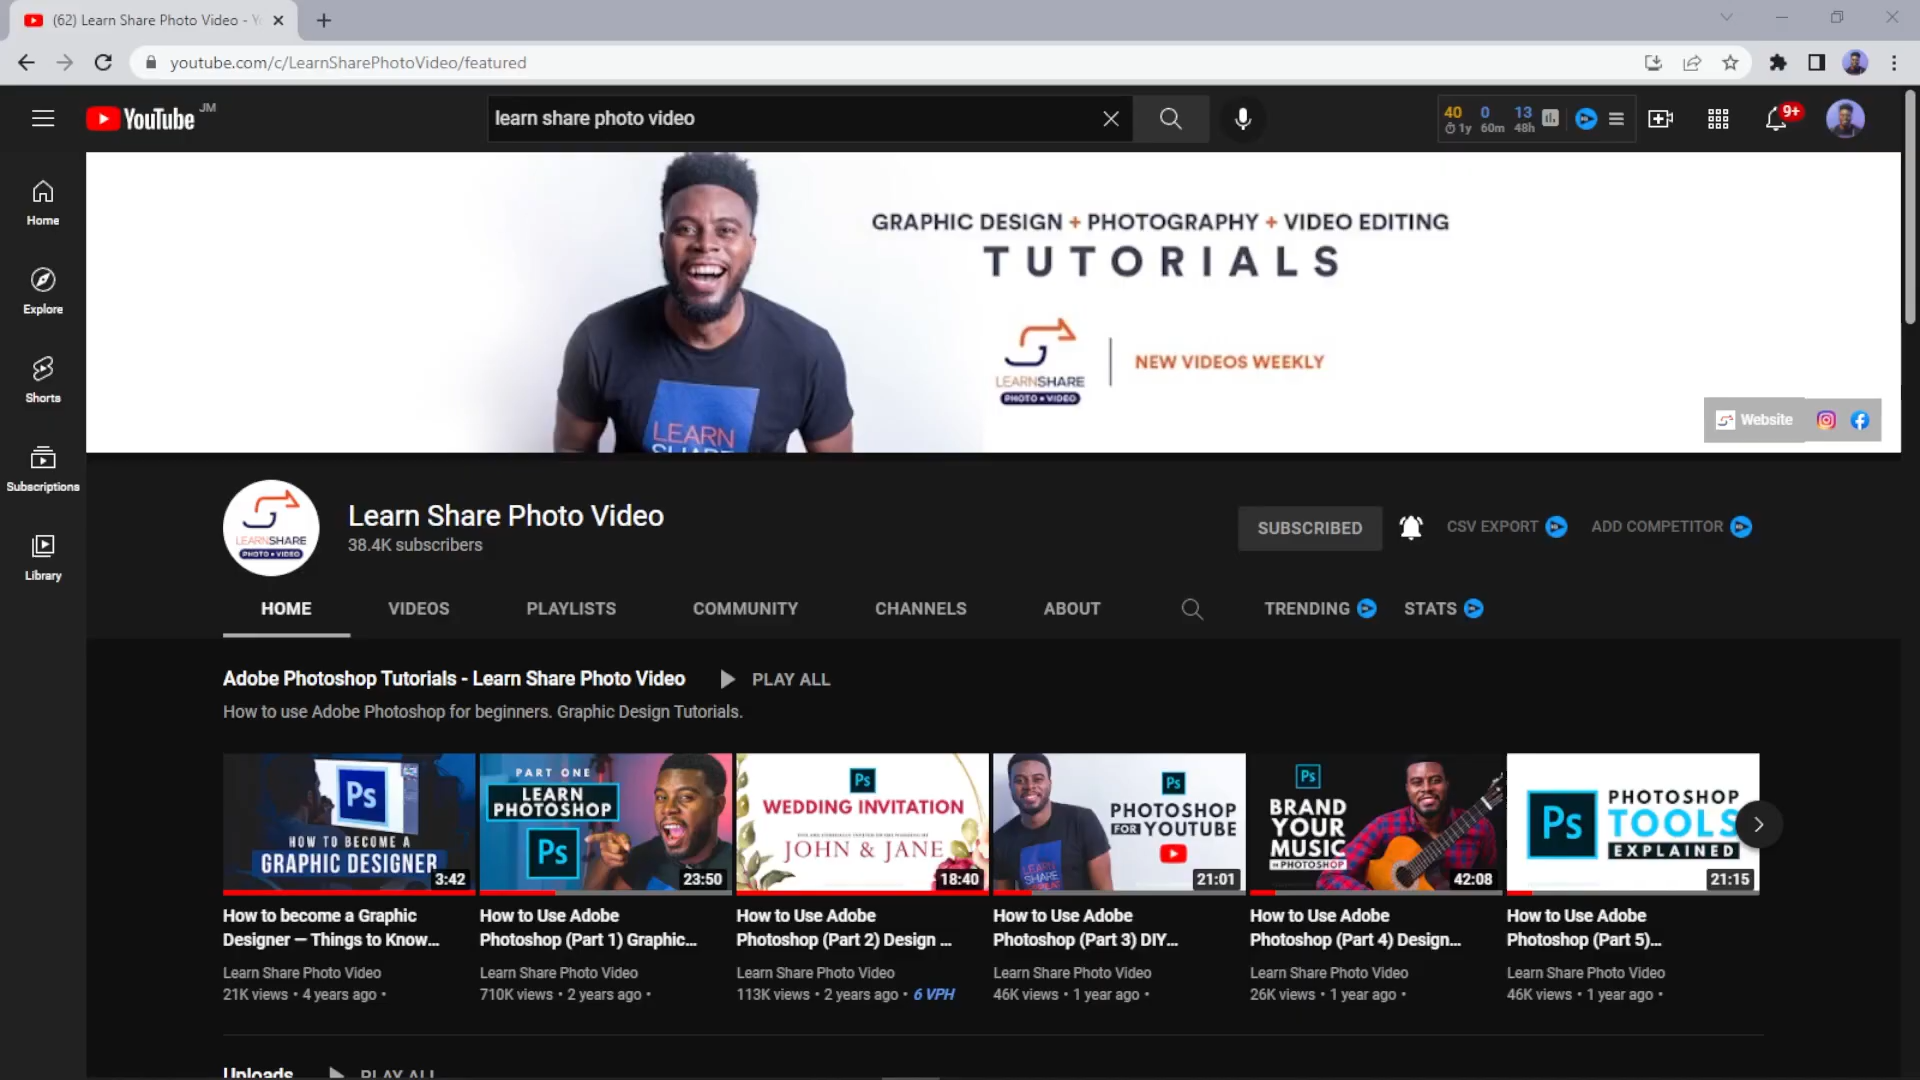 (62) Learn Share Photo Video - Y
youtube.com/c/LearnSharePhotoVideo/featured
YouTube JM
learn share photo video
40 0 13
1y 60m 48h
9+
Home
Explore
Shorts
Subscriptions
Library
GRAPHIC DESIGN + PHOTOGRAPHY + VIDEO EDITING
TUTORIALS
LEARNSHARE
PHOTO • VIDEO
NEW VIDEOS WEEKLY
LEARN
SHARE
Website
LEARNSHARE
PHOTO • VIDEO
Learn Share Photo Video
38.4K subscribers
SUBSCRIBED
CSV EXPORT
ADD COMPETITOR
HOME
VIDEOS
PLAYLISTS
COMMUNITY
CHANNELS
ABOUT
TRENDING
STATS
Adobe Photoshop Tutorials - Learn Share Photo Video
PLAY ALL
How to use Adobe Photoshop for beginners. Graphic Design Tutorials.
Ps
HOW TO BECOME A
GRAPHIC DESIGNER
3:42
PART ONE
LEARN
PHOTOSHOP
Ps
23:50
Ps
WEDDING INVITATION
JOHN & JANE
18:40
Ps
PHOTOSHOP
FOR YOUTUBE
LEARN
SHARE
21:01
Ps
BRAND
YOUR
MUSIC
IN PHOTOSHOP
42:08
Ps
PHOTOSHOP
TOOLS
EXPLAINED
21:15
How to become a Graphic
Designer — Things to Know...
Learn Share Photo Video
21K views • 4 years ago •
How to Use Adobe
Photoshop (Part 1) Graphic...
Learn Share Photo Video
710K views • 2 years ago •
How to Use Adobe
Photoshop (Part 2) Design ...
Learn Share Photo Video
113K views • 2 years ago • 6 VPH
How to Use Adobe
Photoshop (Part 3) DIY...
Learn Share Photo Video
46K views • 1 year ago •
How to Use Adobe
Photoshop (Part 4) Design...
Learn Share Photo Video
26K views • 1 year ago •
How to Use Adobe
Photoshop (Part 5)...
Learn Share Photo Video
46K views • 1 year ago •
Uploads
PLAY ALL